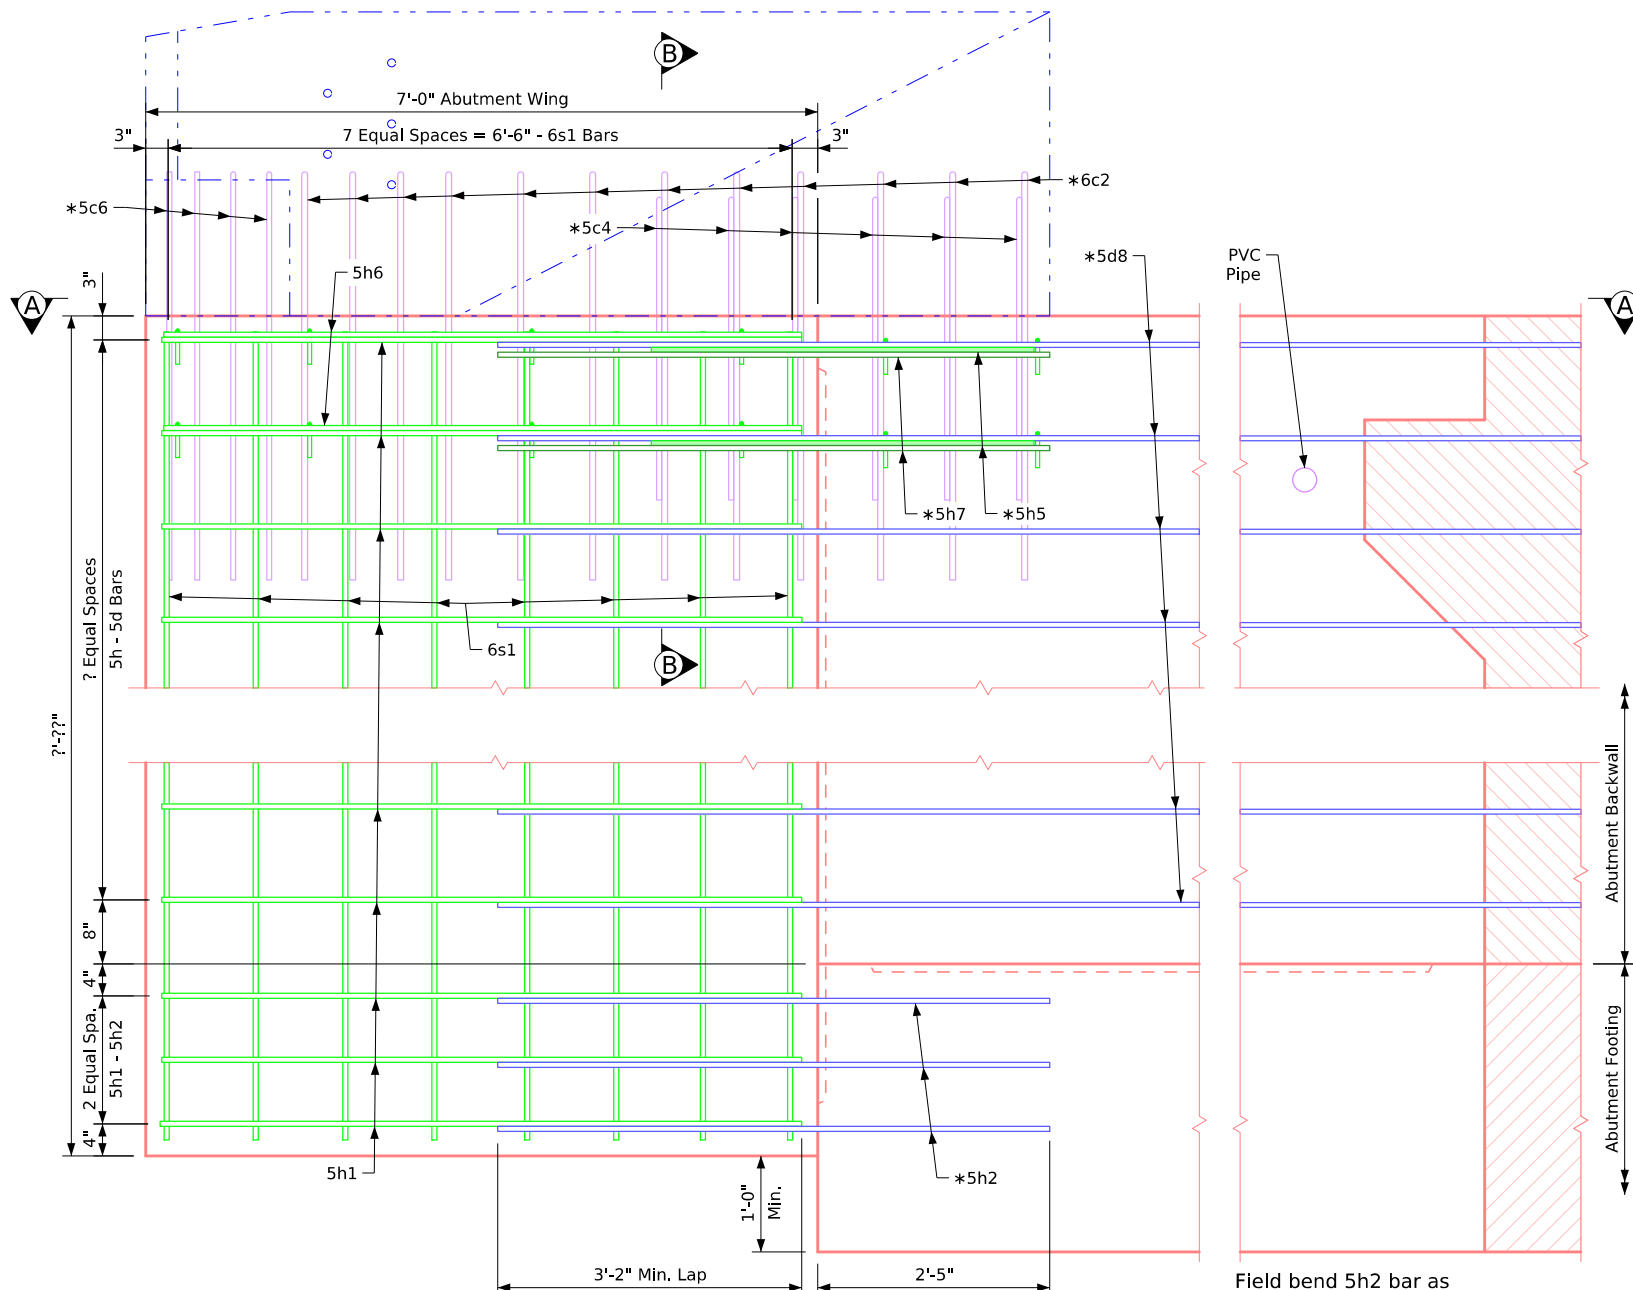 B
7'-0" Abutment Wing
3"
7 Equal Spaces = 6'-6" - 6s1 Bars
3"
∗6c2
∗5c6
∗5c4
∗5d8
PVC
Pipe
3"
5h6
A
A
∗5h7
∗5h5
? Equal Spaces
5h - 5d Bars
6s1
B
?'-??"
Abutment Backwall
8"
4"
2 Equal Spa.
5h1 - 5h2
Abutment Footing
4"
5h1
∗5h2
1'-0"
Min.
3'-2" Min. Lap
2'-5"
Field bend 5h2 bar as